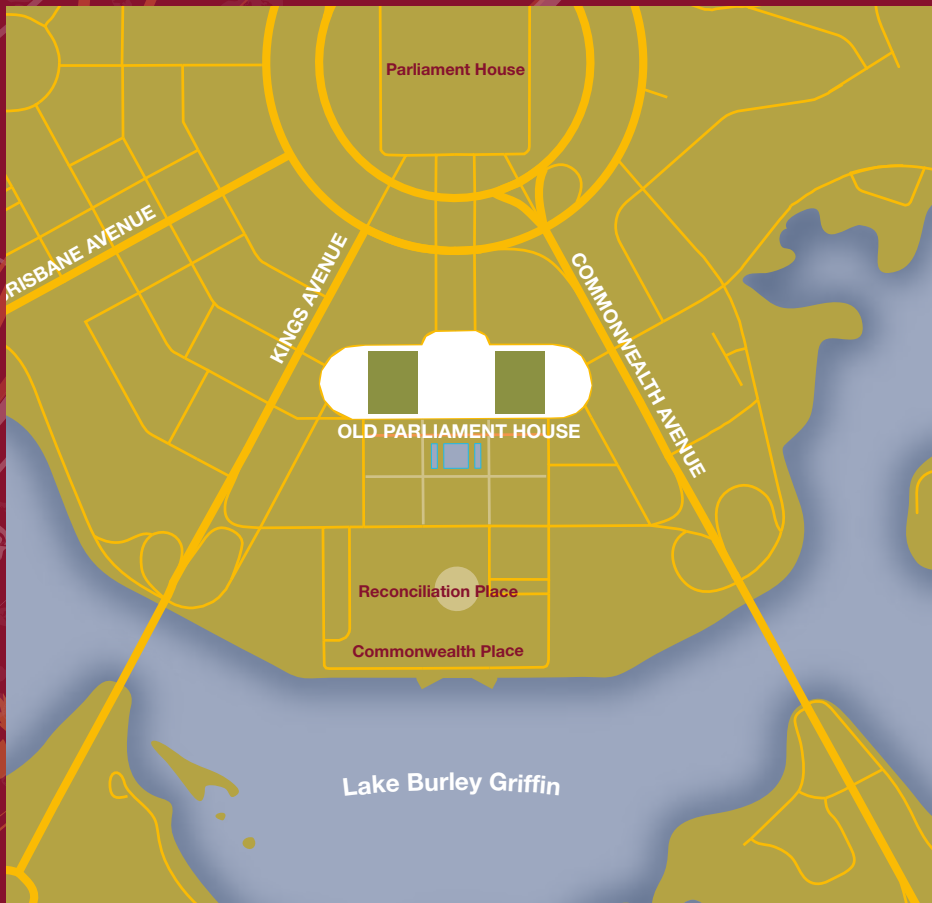 Parliament House
BRISBANE AVENUE
KINGS AVENUE
COMMONWEALTH AVENUE
OLD PARLIAMENT HOUSE
Reconciliation Place
Commonwealth Place
Lake Burley Griffin